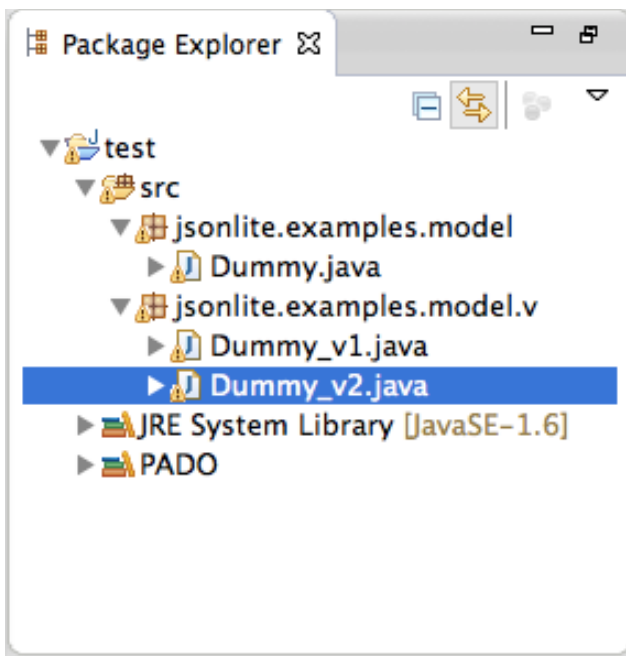 Package Explorer
test
src
jsonlite.examples.model
Dummy.java
jsonlite.examples.model.v
Dummy_v1.java
Dummy_v2.java
JRE System Library [JavaSE-1.6]
PADO